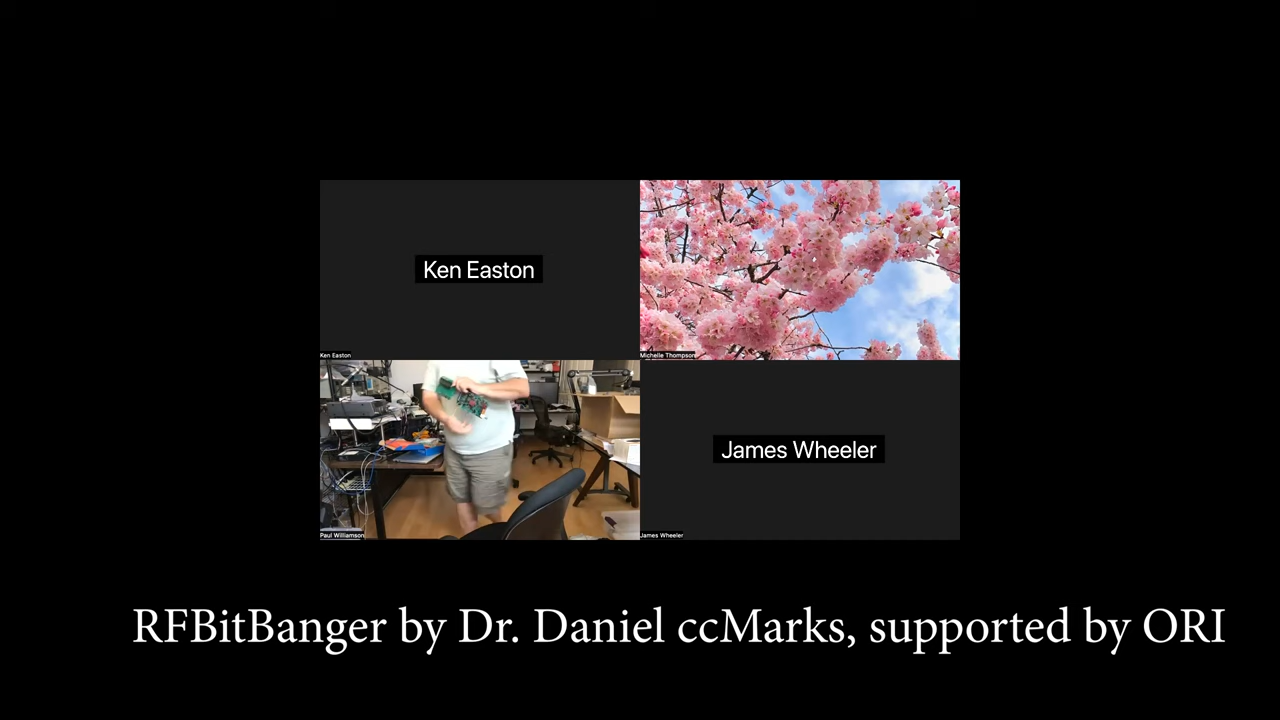 Ken Easton
Ken Easton
Michelle Thompson
James Wheeler
Paul Williamson
James Wheeler
RFBitBanger by Dr. Daniel ccMarks, supported by ORI